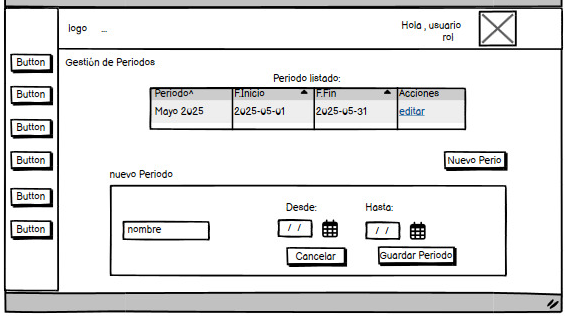 logo ...
Hola , usuario
rol
Button
Button
Button
Button
Button
Button
Gestión de Periodos
Periodo listado:
Periodo^ F.Inicio F.Fin Acciones
Mayo 2025 2025-05-01 2025-05-31 editar
Nuevo Perio
nuevo Periodo
Desde: Hasta:
nombre / / / /
Cancelar Guardar Periodo